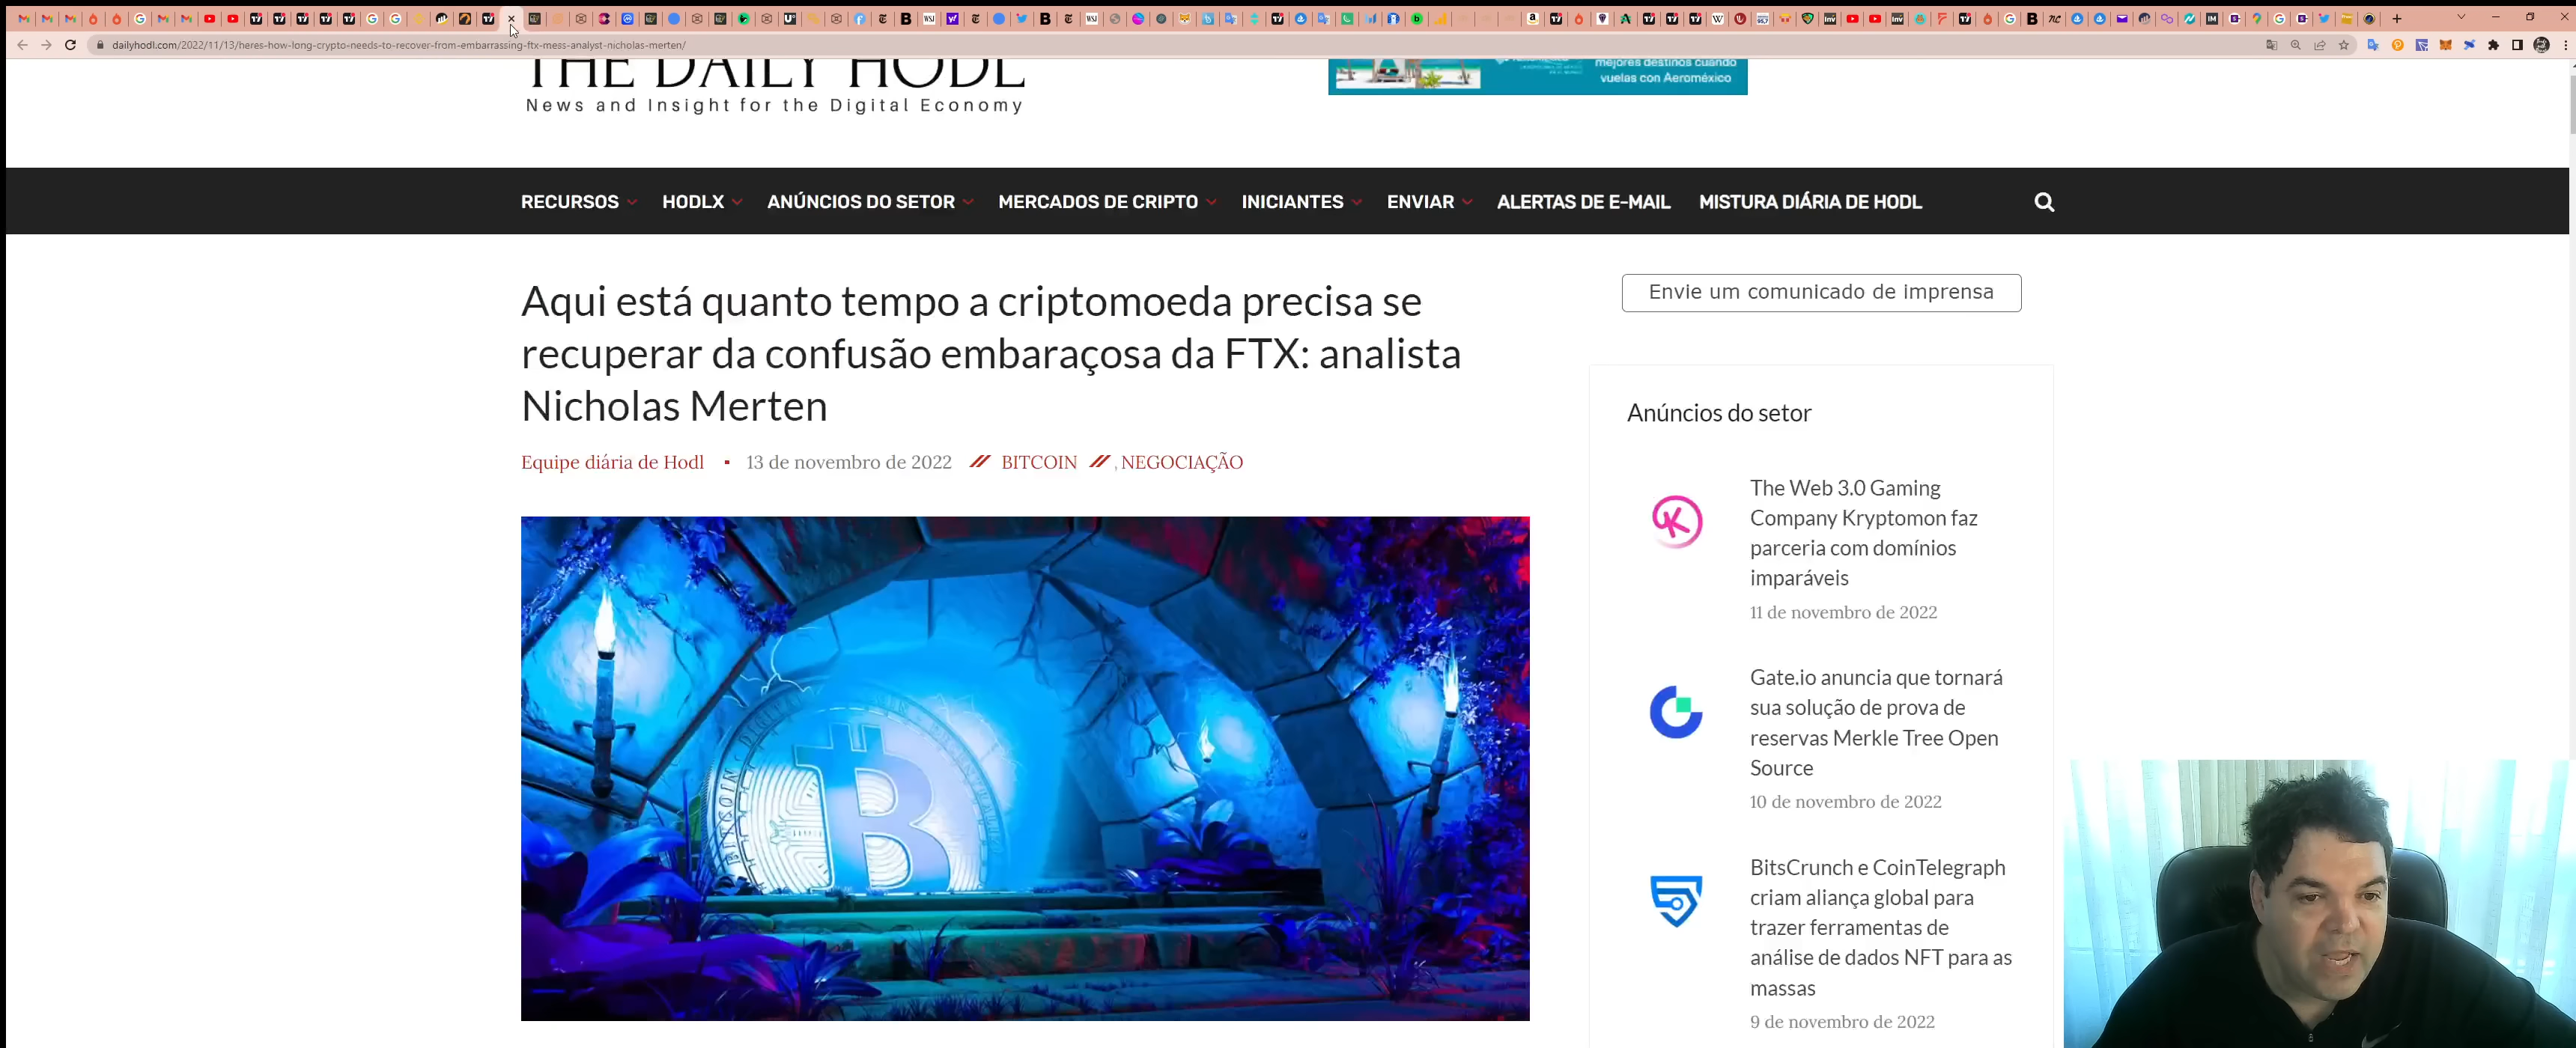 dailyhodl.com/2022/11/13/heres-how-long-crypto-needs-to-recover-from-embarrassing-ftx-mess-analyst-nicholas-merten/
THE DAILY HODL
News and Insight for the Digital Economy
mejores destinos cuando
vuelas con Aeroméxico
RECURSOS HODLX ANÚNCIOS DO SETOR MERCADOS DE CRIPTO INICIANTES ENVIAR ALERTAS DE E-MAIL MISTURA DIÁRIA DE HODL
Aqui está quanto tempo a criptomoeda precisa se
recuperar da confusão embaraçosa da FTX: analista
Nicholas Merten
Equipe diária de Hodl ▪ 13 de novembro de 2022 // BITCOIN // , NEGOCIAÇÃO
BITCOIN
Envie um comunicado de imprensa
Anúncios do setor
The Web 3.0 Gaming
Company Kryptomon faz
parceria com domínios
imparáveis
11 de novembro de 2022
Gate.io anuncia que tornará
sua solução de prova de
reservas Merkle Tree Open
Source
10 de novembro de 2022
BitsCrunch e CoinTelegraph
criam aliança global para
trazer ferramentas de
análise de dados NFT para as
massas
9 de novembro de 2022